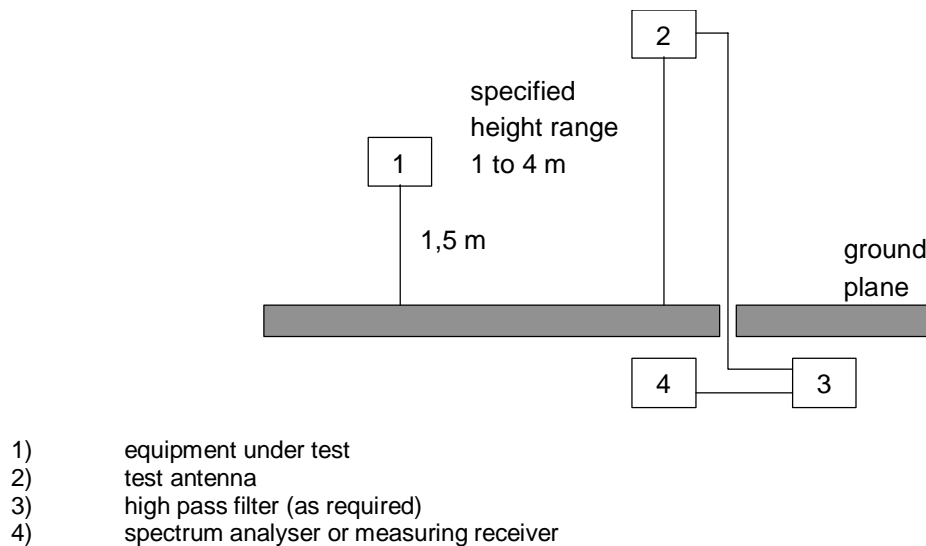 2
specified
height range
1 to 4 m
1
1,5 m
ground
plane
4
3
1) equipment under test
2) test antenna
3) high pass filter (as required)
4) spectrum analyser or measuring receiver